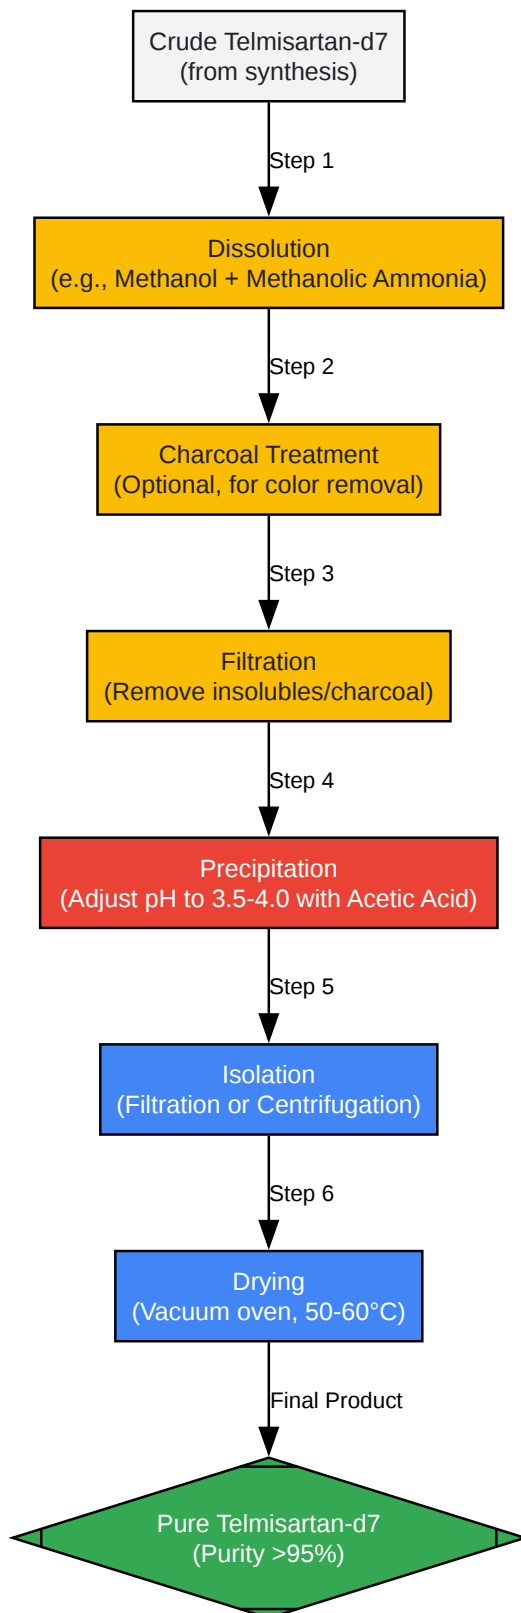 Crude Telmisartan-d7
(from synthesis)
Step 1
Dissolution
(e.g., Methanol + Methanolic Ammonia)
Step 2
Charcoal Treatment
(Optional, for color removal)
Step 3
Filtration
(Remove insolubles/charcoal)
Step 4
Precipitation
(Adjust pH to 3.5-4.0 with Acetic Acid)
Step 5
Isolation
(Filtration or Centrifugation)
Step 6
Drying
(Vacuum oven, 50-60°C)
Final Product
Pure Telmisartan-d7
(Purity >95%)